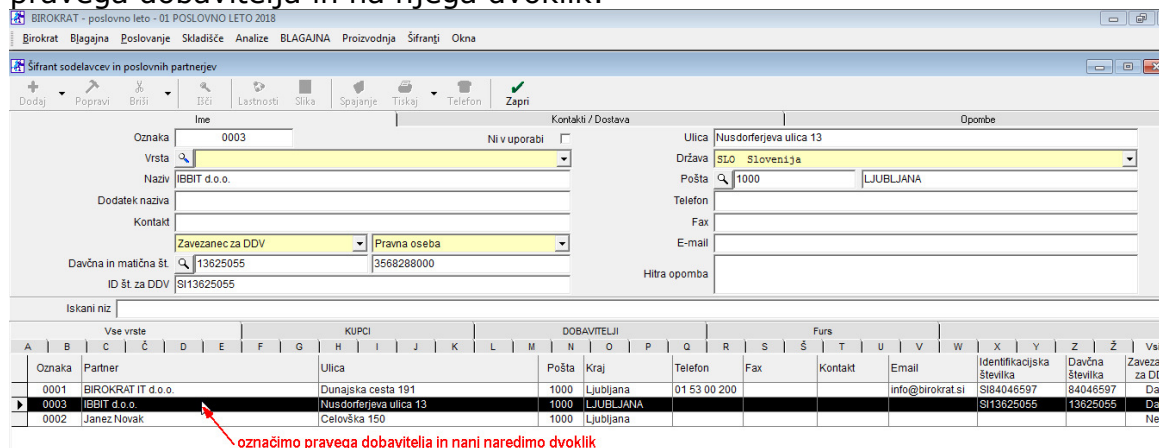 pravega dobavitelja in na njega dvoklik.
BIROKRAT - poslovno leto - 01 POSLOVNO LETO 2018
Birokrat Blagajna Poslovanje Skladišče Analize BLAGAJNA Proizvodnja Šifranti Okna
Šifrant sodelavcev in poslovnih partnerjev
Dodaj Popravi Briši Išči Lastnosti Slika Spajanje Tiskaj Telefon Zapri
Ime Kontakti / Dostava Opombe
Oznaka 0003 Ni v uporabi Ulica Nusdorferjeva ulica 13
Vrsta Država SLO Slovenija
Naziv IBBIT d.o.o. Pošta 1000 LJUBLJANA
Dodatek naziva Telefon
Kontakt Fax
Zavezanec za DDV Pravna oseba E-mail
Davčna in matična št. 13625055 3568288000 Hitra opomba
ID št. za DDV SI13625055
Iskani niz
Vse vrste KUPCI DOBAVITELJI Furs
A B C Č D E F G H I J K L M N O P Q R S Š T U V W X Y Z Ž Vsi
Oznaka Partner Ulica Pošta Kraj Telefon Fax Kontakt Email Identifikacijska številka Davčna številka Zaveza za DD
0001 BIROKRAT IT d.o.o. Dunajska cesta 191 1000 Ljubljana 01 53 00 200 info@birokrat.si SI84046597 84046597 Da
0003 IBBIT d.o.o. Nusdorferjeva ulica 13 1000 LJUBLJANA SI13625055 13625055 Da
0002 Janez Novak Celovška 150 1000 Ljubljana Ne
označimo pravega dobavitelja in nanj naredimo dvoklik